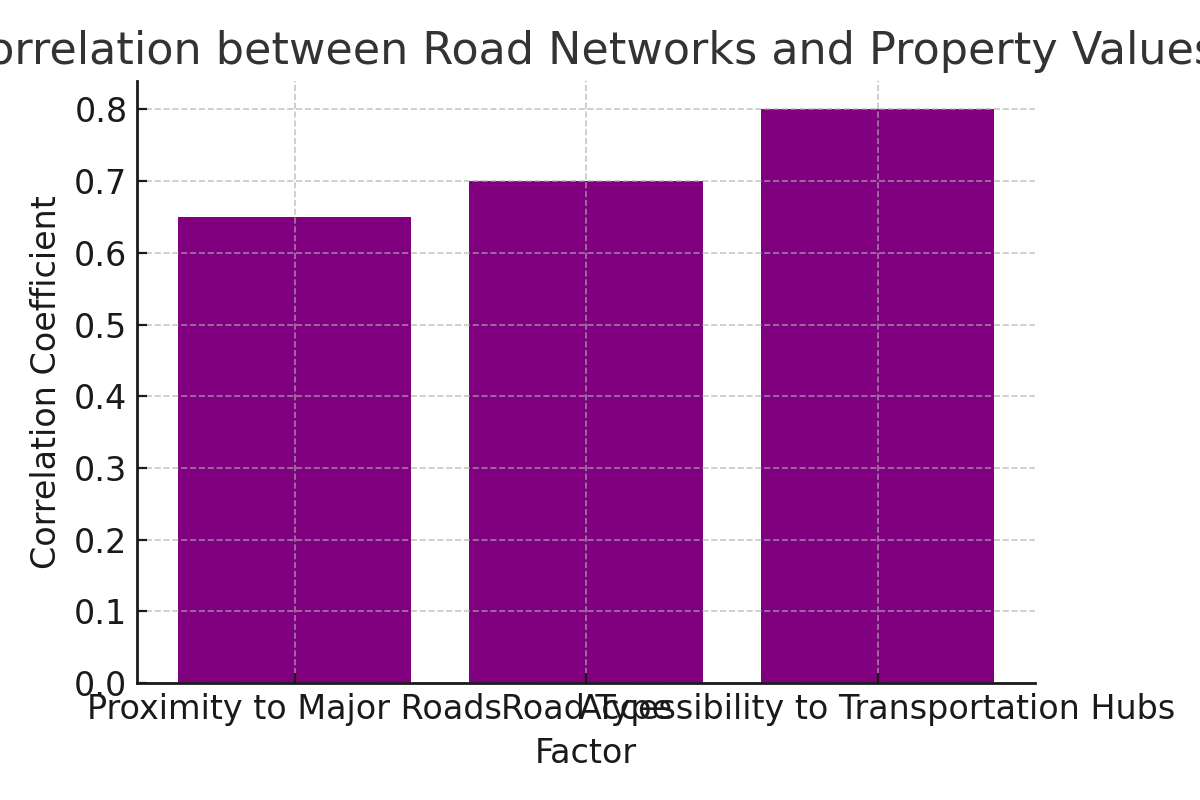 orrelation between Road Networks and Property Values
Correlation Coefficient
0.8
0.7
0.6
0.5
0.4
0.3
0.2
0.1
0.0
Proximity to Major Roads
Road Type
Accessibility to Transportation Hubs
Factor